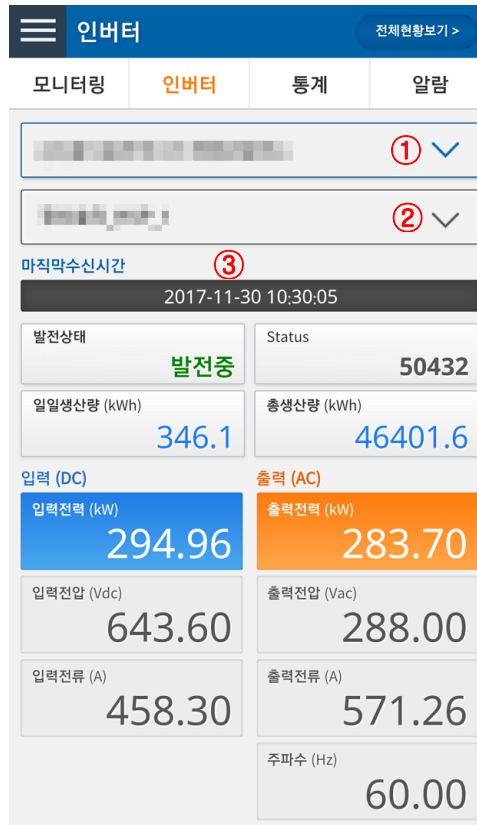 인버터
전체현황보기 >
모니터링 인버터 통계 알람
①
②
마직막수신시간 ③
2017-11-30 10:30:05
발전상태 Status
발전중 50432
일일생산량 (kWh) 총생산량 (kWh)
346.1 46401.6
입력 (DC) 출력 (AC)
입력전력 (kW) 출력전력 (kW)
294.96 283.70
입력전압 (Vdc) 출력전압 (Vac)
643.60 288.00
입력전류 (A) 출력전류 (A)
458.30 571.26
주파수 (Hz)
60.00